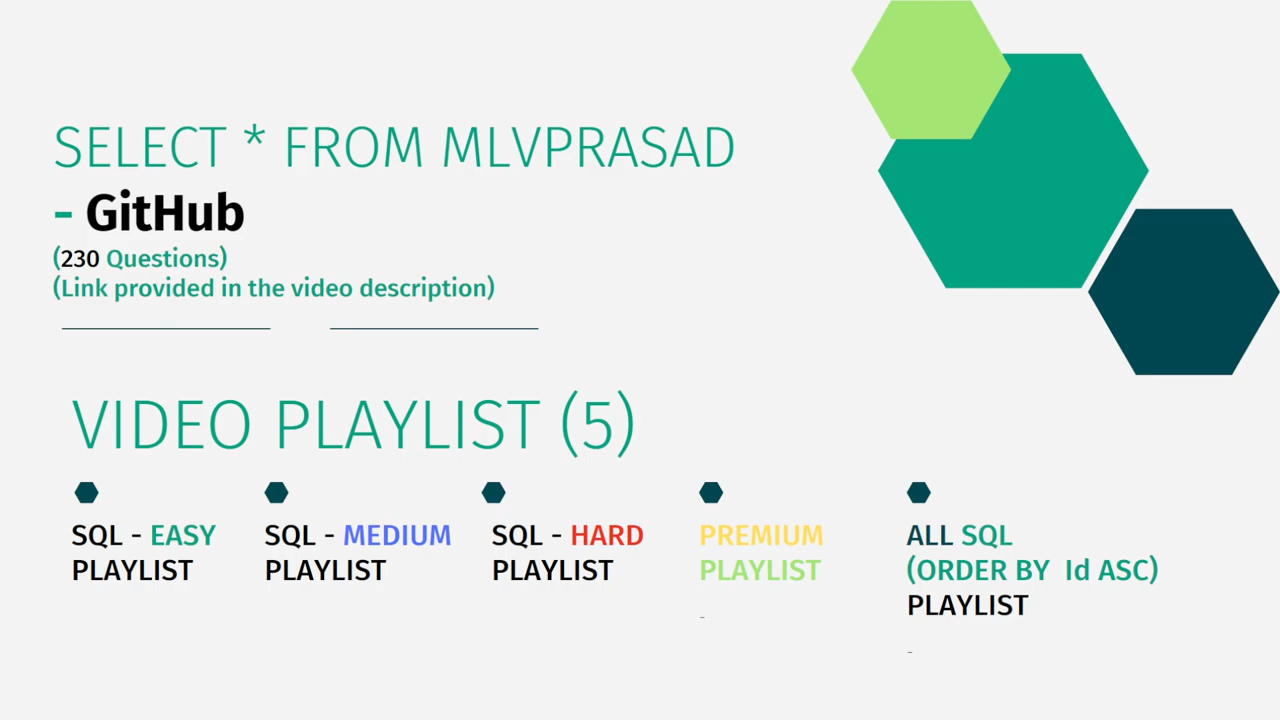 SELECT * FROM MLVPRASAD
- GitHub
(230 Questions)
(Link provided in the video description)
VIDEO PLAYLIST (5)
SQL - EASY
PLAYLIST
SQL - MEDIUM
PLAYLIST
SQL - HARD
PLAYLIST
PREMIUM
PLAYLIST
-
ALL SQL
(ORDER BY Id ASC)
PLAYLIST
-